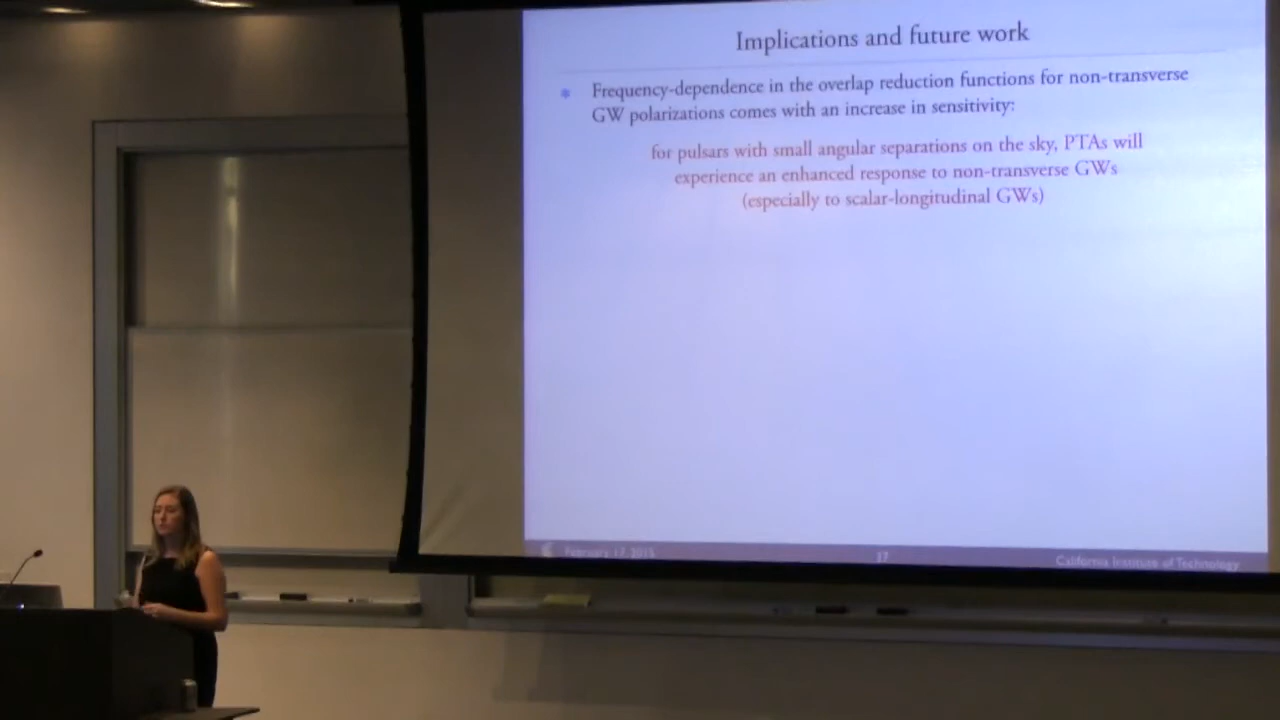 Implications and future work
* Frequency-dependence in the overlap reduction functions for non-transverse
GW polarizations comes with an increase in sensitivity:
for pulsars with small angular separations on the sky, PTAs will
experience an enhanced response to non-transverse GWs
(especially to scalar-longitudinal GWs)
February 17, 2015
37
California Institute of Technology